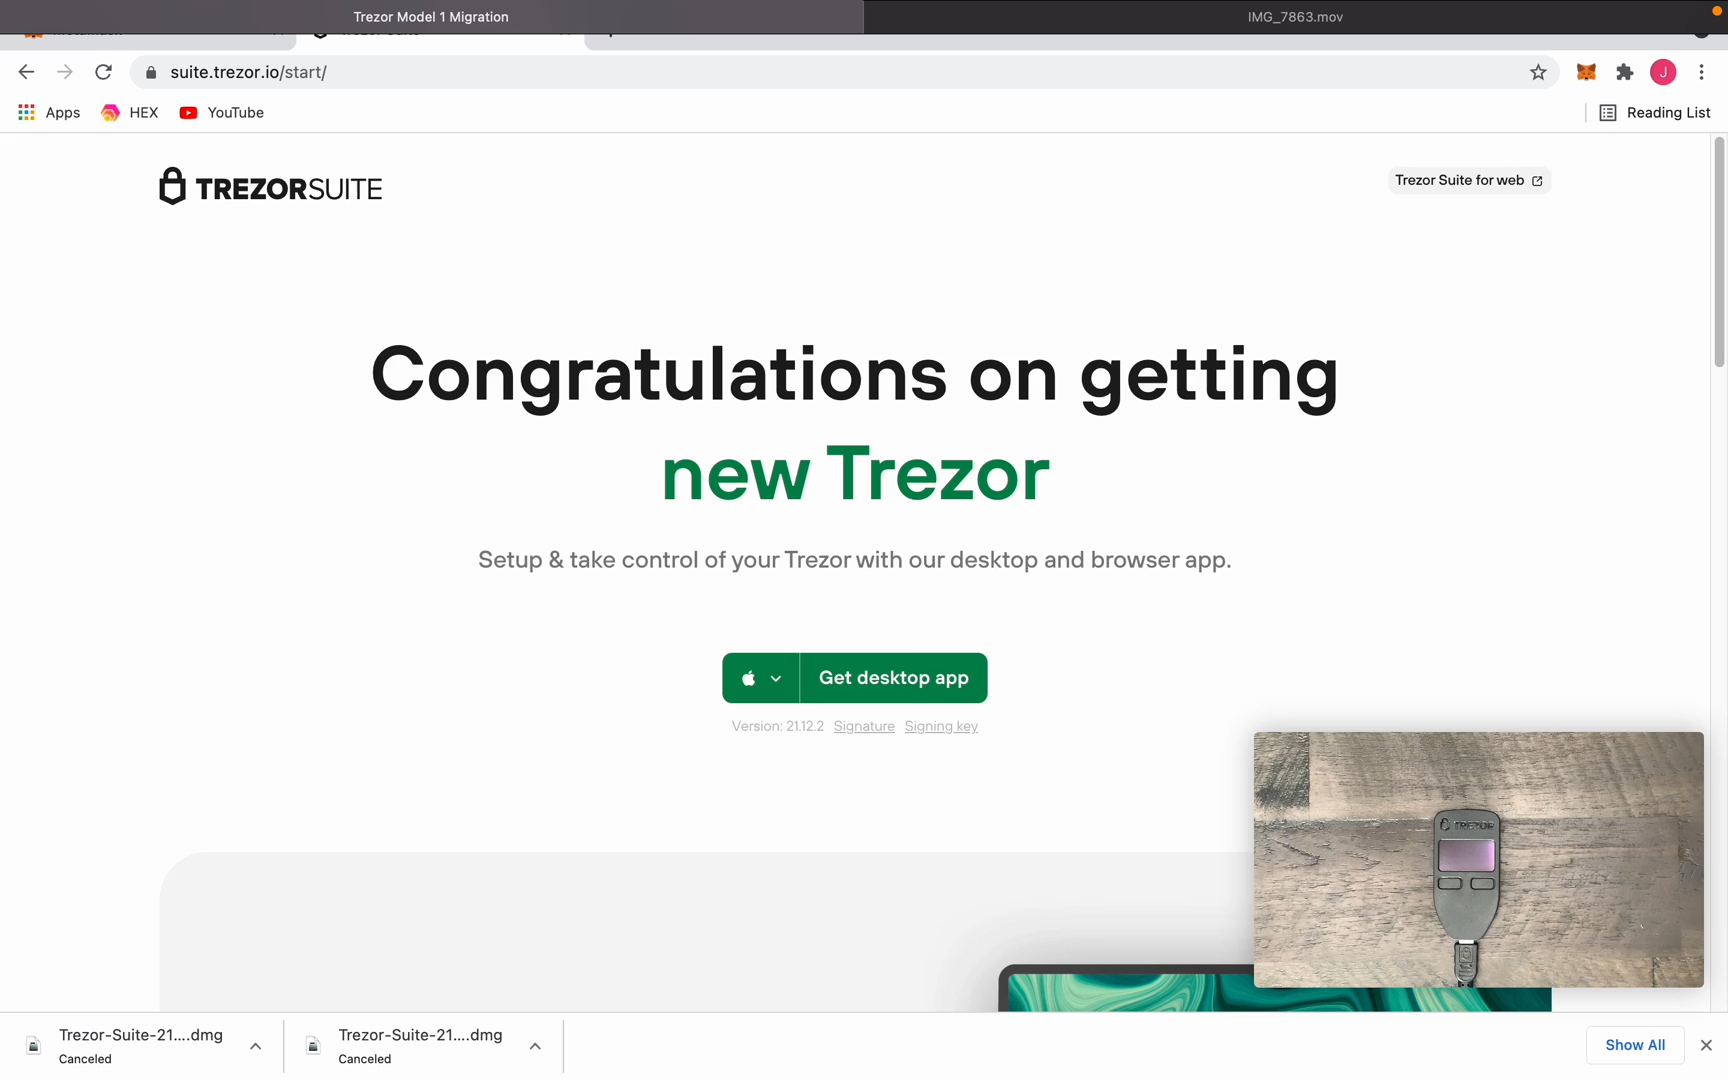 Trezor Model 1 Migration
IMG_7863.mov
suite.trezor.io/start/
J
Apps
HEX
YouTube
Reading List
TREZORSUITE
Trezor Suite for web
Congratulations on getting
new Trezor
Setup & take control of your Trezor with our desktop and browser app.
Get desktop app
Version: 21.12.2 Signature Signing key
TREZOR
Trezor-Suite-21....dmg
Canceled
Trezor-Suite-21....dmg
Canceled
Show All